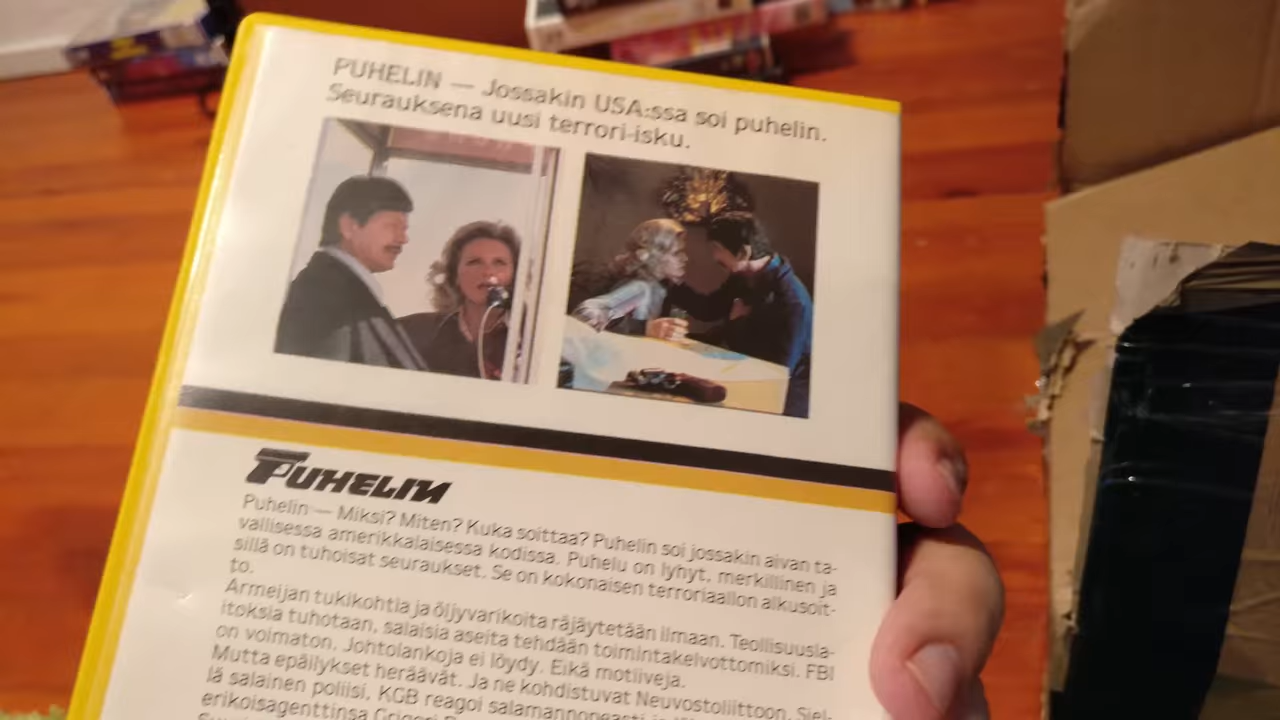 PUHELIN — Jossakin USA:ssa soi puhelin.
Seurauksena uusi terrori-isku.
PUHELIN
Puhelin — Miksi? Miten? Kuka soittaa? Puhelin soi jossakin aivan ta-
vallisessa amerikkalaisessa kodissa. Puhelu on lyhyt, merkillinen ja
sillä on tuhoisat seuraukset. Se on kokonaisen terroriaallon alkusoit-
to.
Armeijan tukikohtia ja öljyvarikoita räjäytetään ilmaan. Teollisuusla-
itoksia tuhotaan, salaisia aseita tehdään toimintakelvottomiksi. FBI
on voimaton. Johtolankoja ei löydy. Eikä motiiveja.
Mutta epäilykset heräävät. Ja ne kohdistuvat Neuvostoliittoon. Siel-
lä salainen poliisi, KGB reagoi salamannopeasti
erikoisagenttinsa Grigori